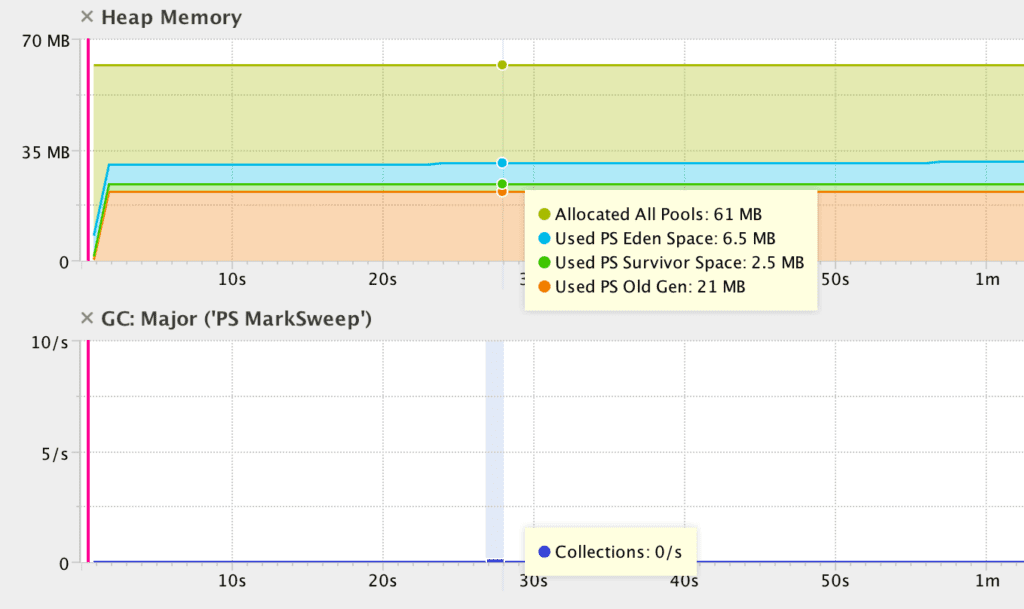 × Heap Memory
70 MB
35 MB
0
10s 20s 50s 1m
Allocated All Pools: 61 MB
Used PS Eden Space: 6.5 MB
Used PS Survivor Space: 2.5 MB
Used PS Old Gen: 21 MB
× GC: Major ('PS MarkSweep')
10/s
5/s
0
Collections: 0/s
10s 20s 30s 40s 50s 1m